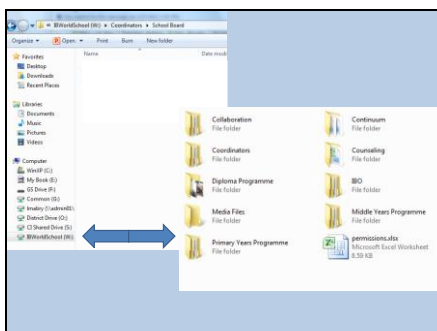 IBWorldSchool (W:) ▸ Coordinators ▸ School Board
Organize Open Print Burn New folder
Name Date modi
Favorites
Desktop
Downloads
Recent Places
Libraries
Documents
Music
Pictures
Videos
Computer
WinXP (C:)
My Book (E:)
GS Drive (F:)
Common (G:)
District Drive (O:)
CI Shared Drive (S:)
IBWorldSchool (W:)
Collaboration
File folder
Continuum
File folder
Coordinators
File folder
Counseling
File folder
Diploma Programme
File folder
IBO
File folder
Media Files
File folder
Middle Years Programme
File folder
Primary Years Programme
File folder
permissions.xlsx
Microsoft Excel Worksheet
8.59 KB